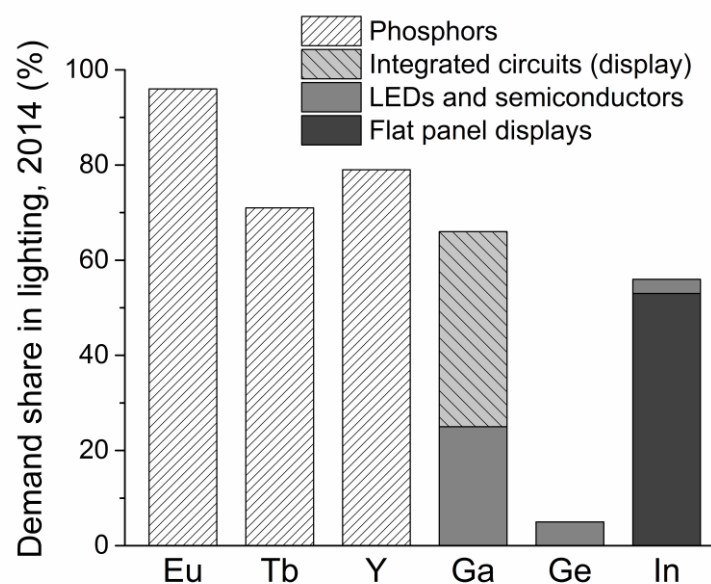 Phosphors
Integrated circuits (display)
LEDs and semiconductors
Flat panel displays
Demand share in lighting, 2014 (%)
100
80
60
40
20
0
Eu Tb Y Ga Ge In